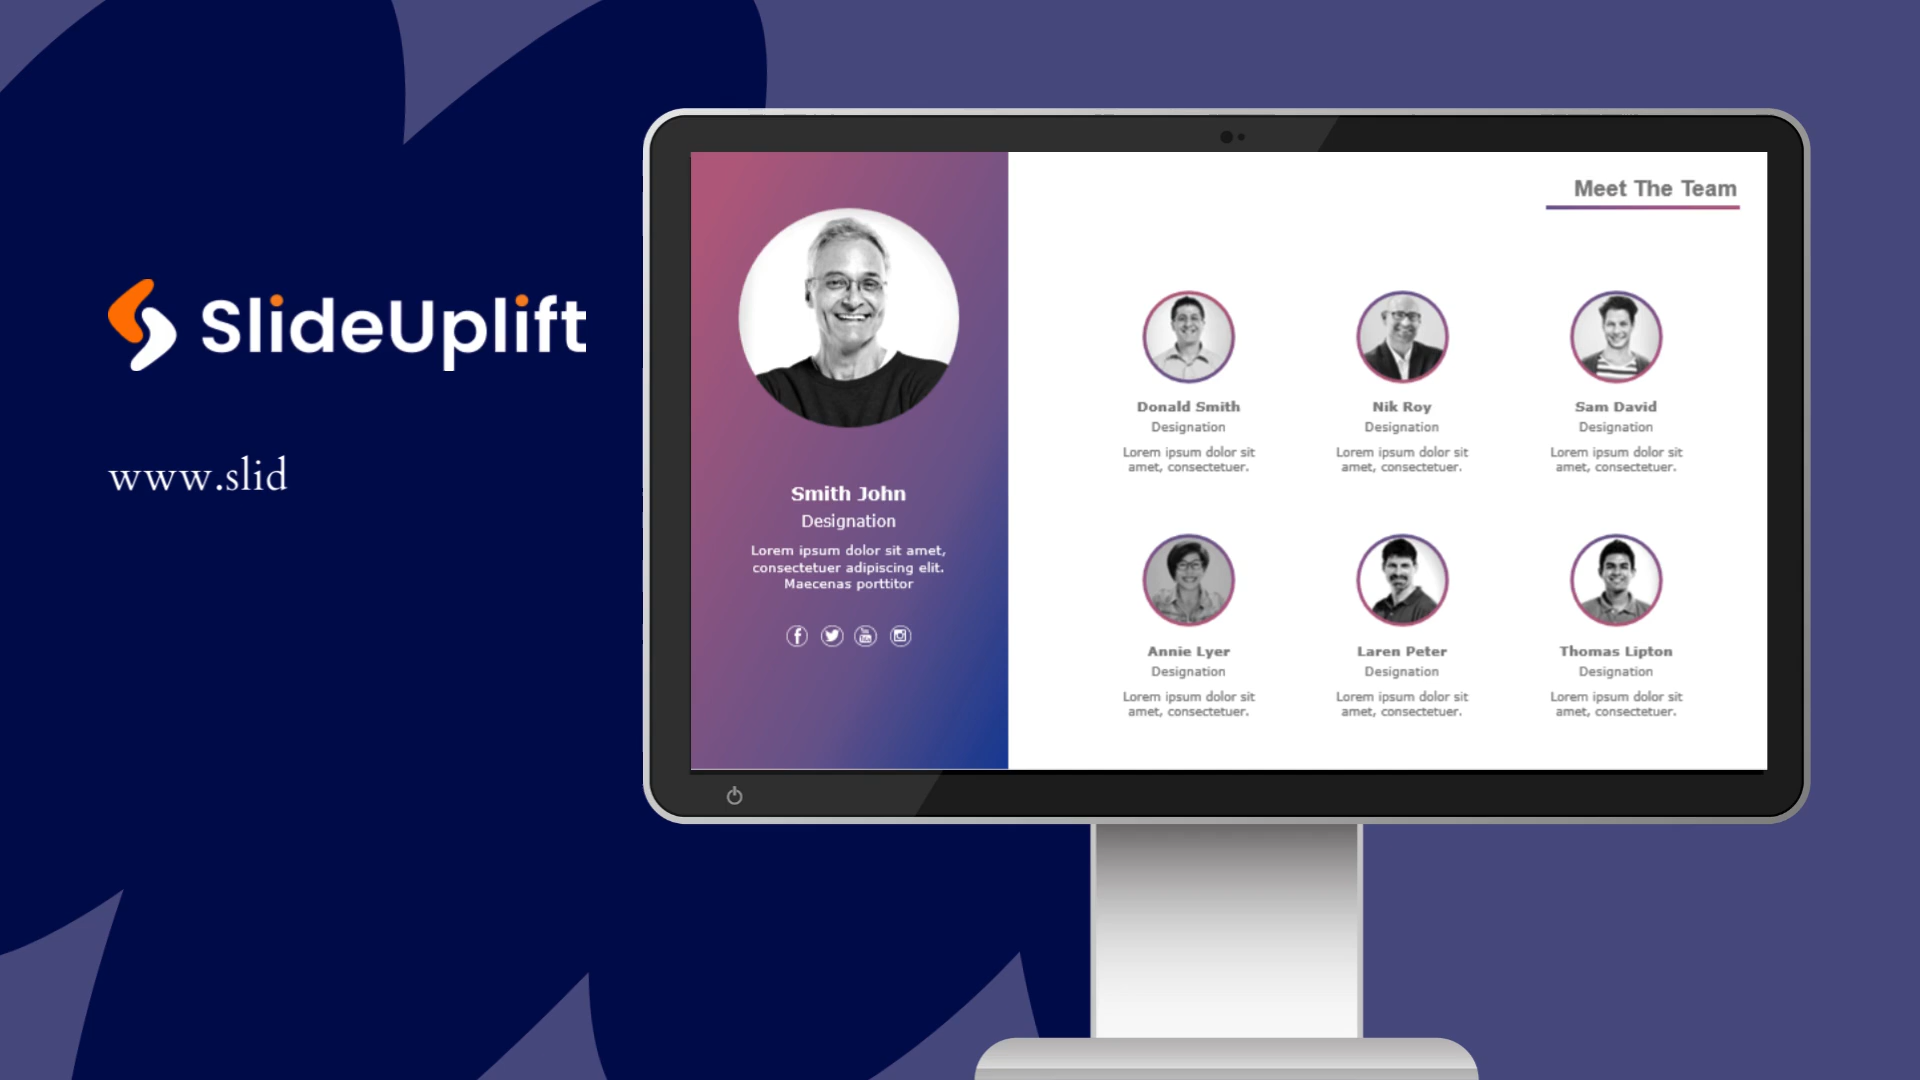 SlideUplift
www.slid
Meet The Team
Smith John
Designation
Lorem ipsum dolor sit amet,
consectetuer adipiscing elit.
Maecenas porttitor
Donald Smith
Designation
Lorem ipsum dolor sit
amet, consectetuer.
Nik Roy
Designation
Lorem ipsum dolor sit
amet, consectetuer.
Sam David
Designation
Lorem ipsum dolor sit
amet, consectetuer.
Annie Lyer
Designation
Lorem ipsum dolor sit
amet, consectetuer.
Laren Peter
Designation
Lorem ipsum dolor sit
amet, consectetuer.
Thomas Lipton
Designation
Lorem ipsum dolor sit
amet, consectetuer.